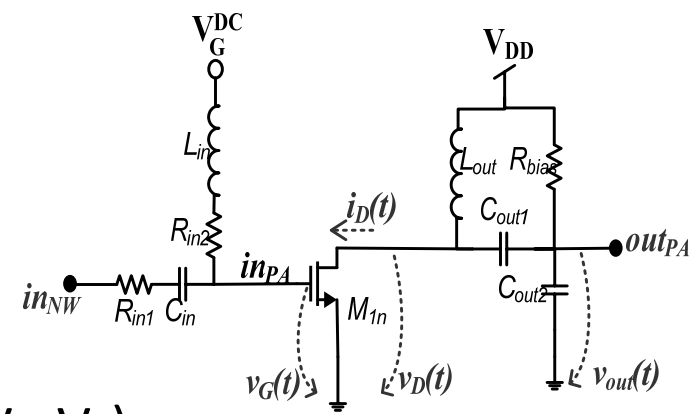 V_G^DC
V_DD
L_in
L_out
R_bias
i_D(t)
C_out1
R_in2
in_PA
out_PA
in_NW
R_in1
C_in
M_1n
C_out2
v_G(t)
v_D(t)
v_out(t)